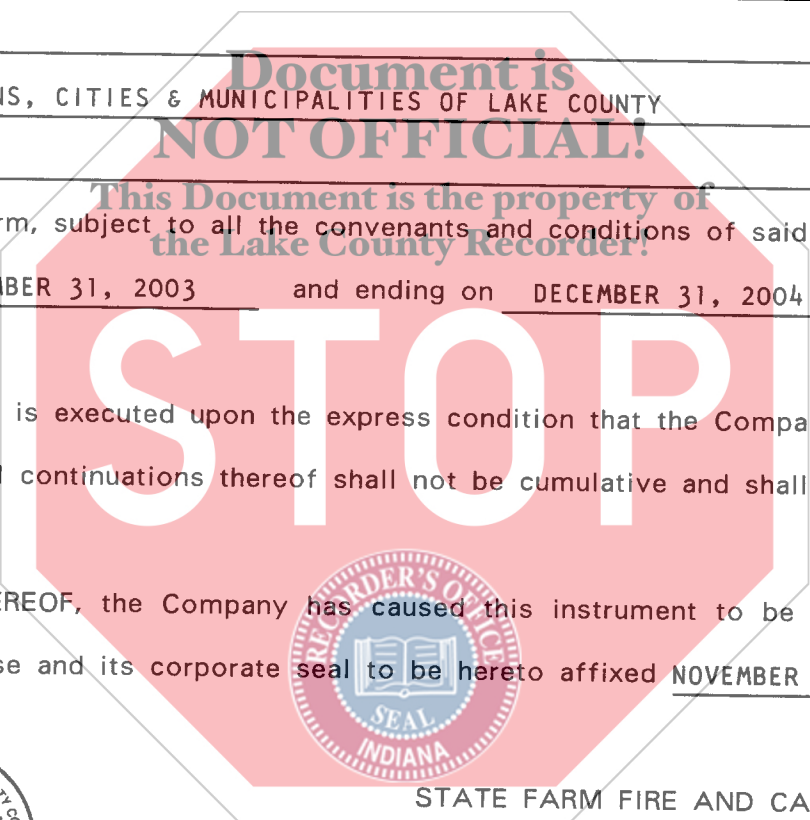 Document is
NS, CITIES & MUNICIPALITIES OF LAKE COUNTY
NOT OFFICIAL!
This Document is the property of
rm, subject to all the convenants and conditions of said
the Lake County Recorder!
MBER 31, 2003 and ending on DECEMBER 31, 2004
STOP
is executed upon the express condition that the Compa
continuations thereof shall not be cumulative and shall
RECORDER'S OFFICE
EREOF, the Company has caused this instrument to be
se and its corporate seal to be hereto affixed NOVEMBER
SEAL
INDIANA
STATE FARM FIRE AND CA